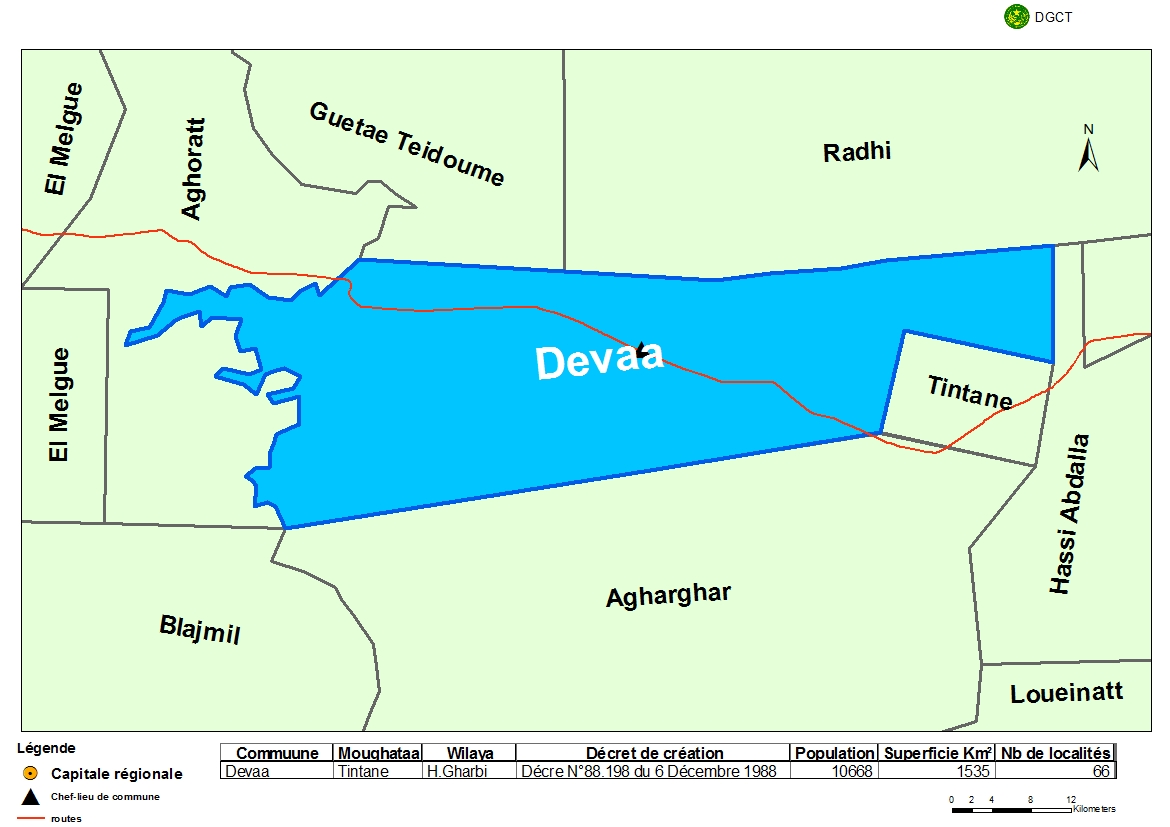 DGCT
El Melgue
Aghoratt
Guetae Teidoume
Radhi
N
El Melgue
Devaa
Tintane
Hassi Abdalla
Agharghar
Blajmil
Loueinatt
Légende
Capitale régionale
Chef-lieu de commune
routes
Commuune Moughataa Wilaya Décret de création Population Superficie Km² Nb de localités
Devaa Tintane H.Gharbi Décre N°88.198 du 6 Décembre 1988 10668 1535 66
0 2 4 8 12
Kilometers